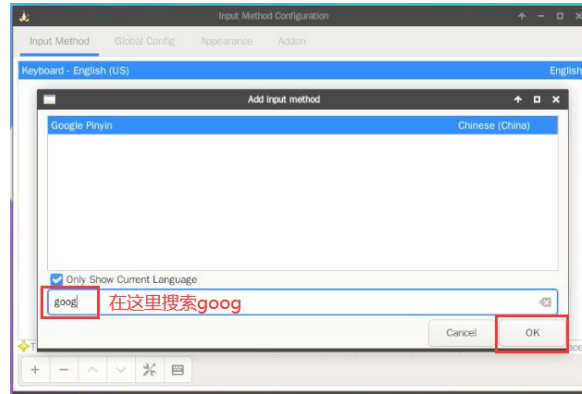 Input Method Configuration
Input Method Global Config Appearance Addon
Keyboard - English (US) English
Add input method
Google Pinyin Chinese (China)
Only Show Current Language
goog 在这里搜索goog
Cancel OK